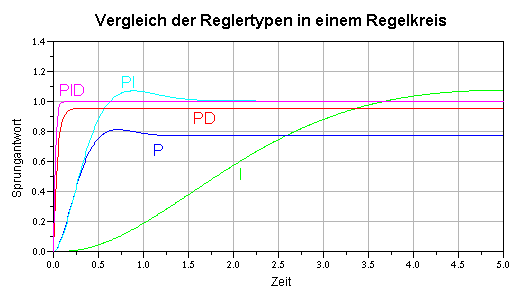 Vergleich der Reglertypen in einem Regelkreis
1.4
1.2
1.0
0.8
0.6
0.4
0.2
0.0
Sprungantwort
PID
PI
PD
P
I
0.0 0.5 1.0 1.5 2.0 2.5 3.0 3.5 4.0 4.5 5.0
Zeit